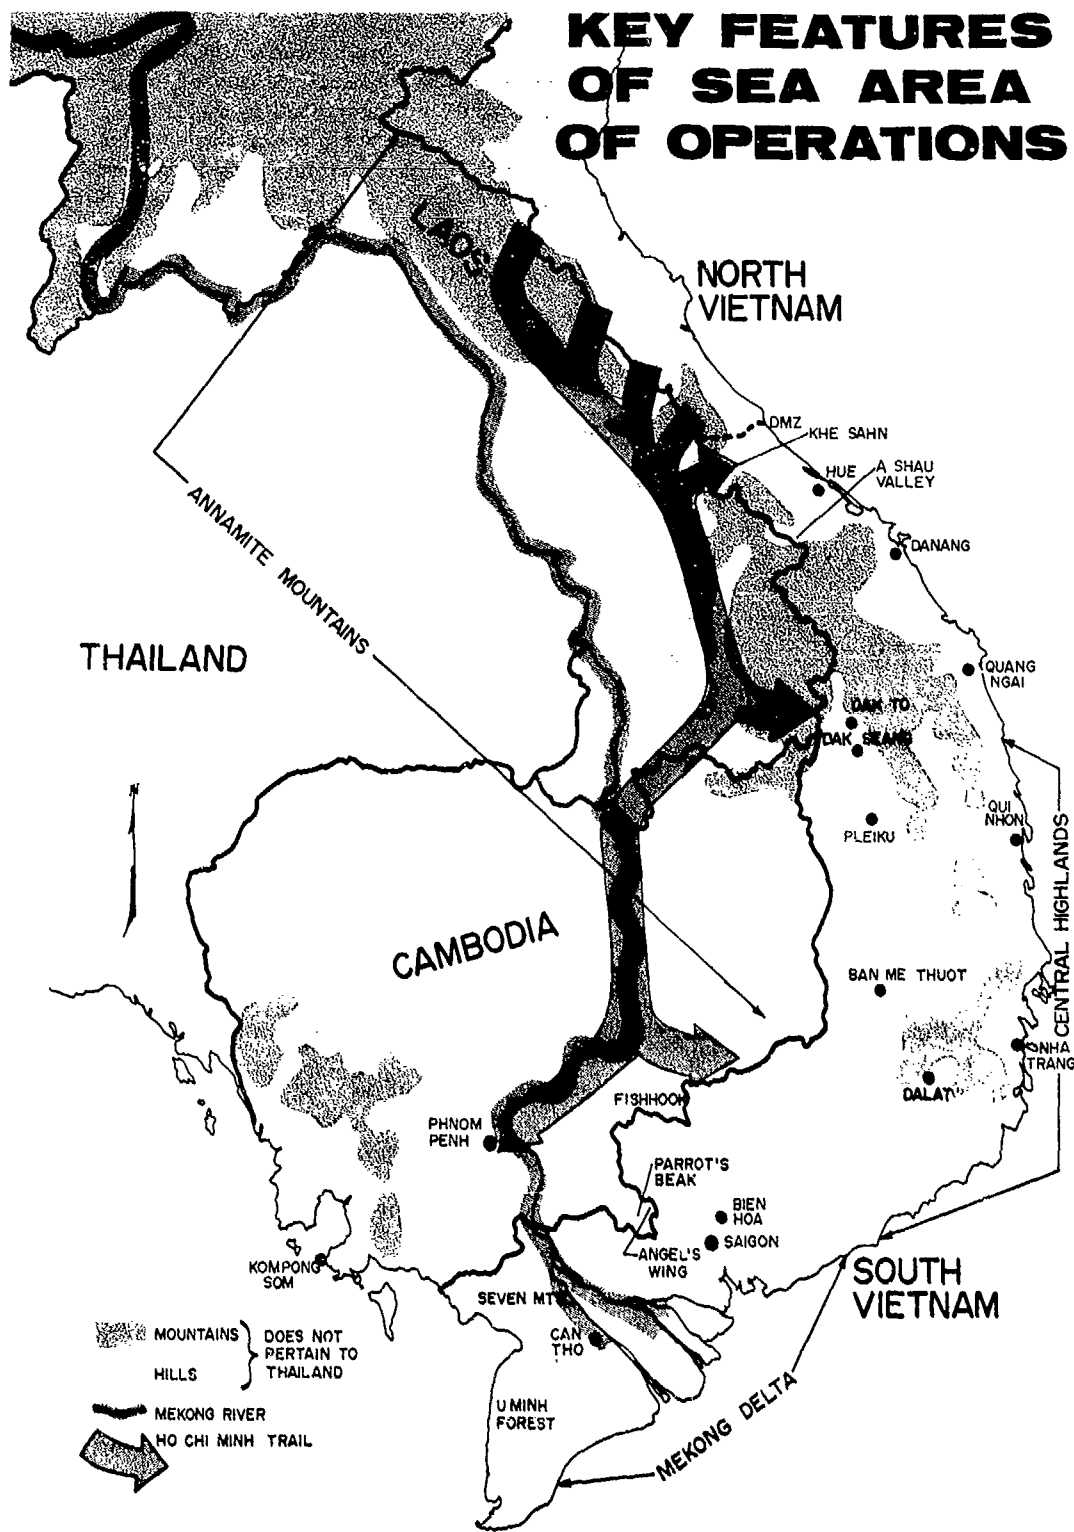 KEY FEATURES
OF SEA AREA
OF OPERATIONS
LAOS
NORTH
VIETNAM
DMZ
KHE SAHN
HUE
A SHAU
VALLEY
DANANG
ANNAMITE MOUNTAINS
THAILAND
QUANG
NGAI
DAK TO
DAK SEANG
N
QUI
NHON
PLEIKU
CENTRAL HIGHLANDS
CAMBODIA
BAN ME THUOT
NHA
TRANG
DALAT
FISHHOOK
PHNOM
PENH
PARROT'S
BEAK
BIEN
HOA
SAIGON
ANGEL'S
WING
KOMPONG
SOM
SOUTH
VIETNAM
SEVEN MTS
CAN
THO
MOUNTAINS
HILLS
DOES NOT
PERTAIN TO
THAILAND
MEKONG RIVER
HO CHI MINH TRAIL
U MINH
FOREST
MEKONG DELTA